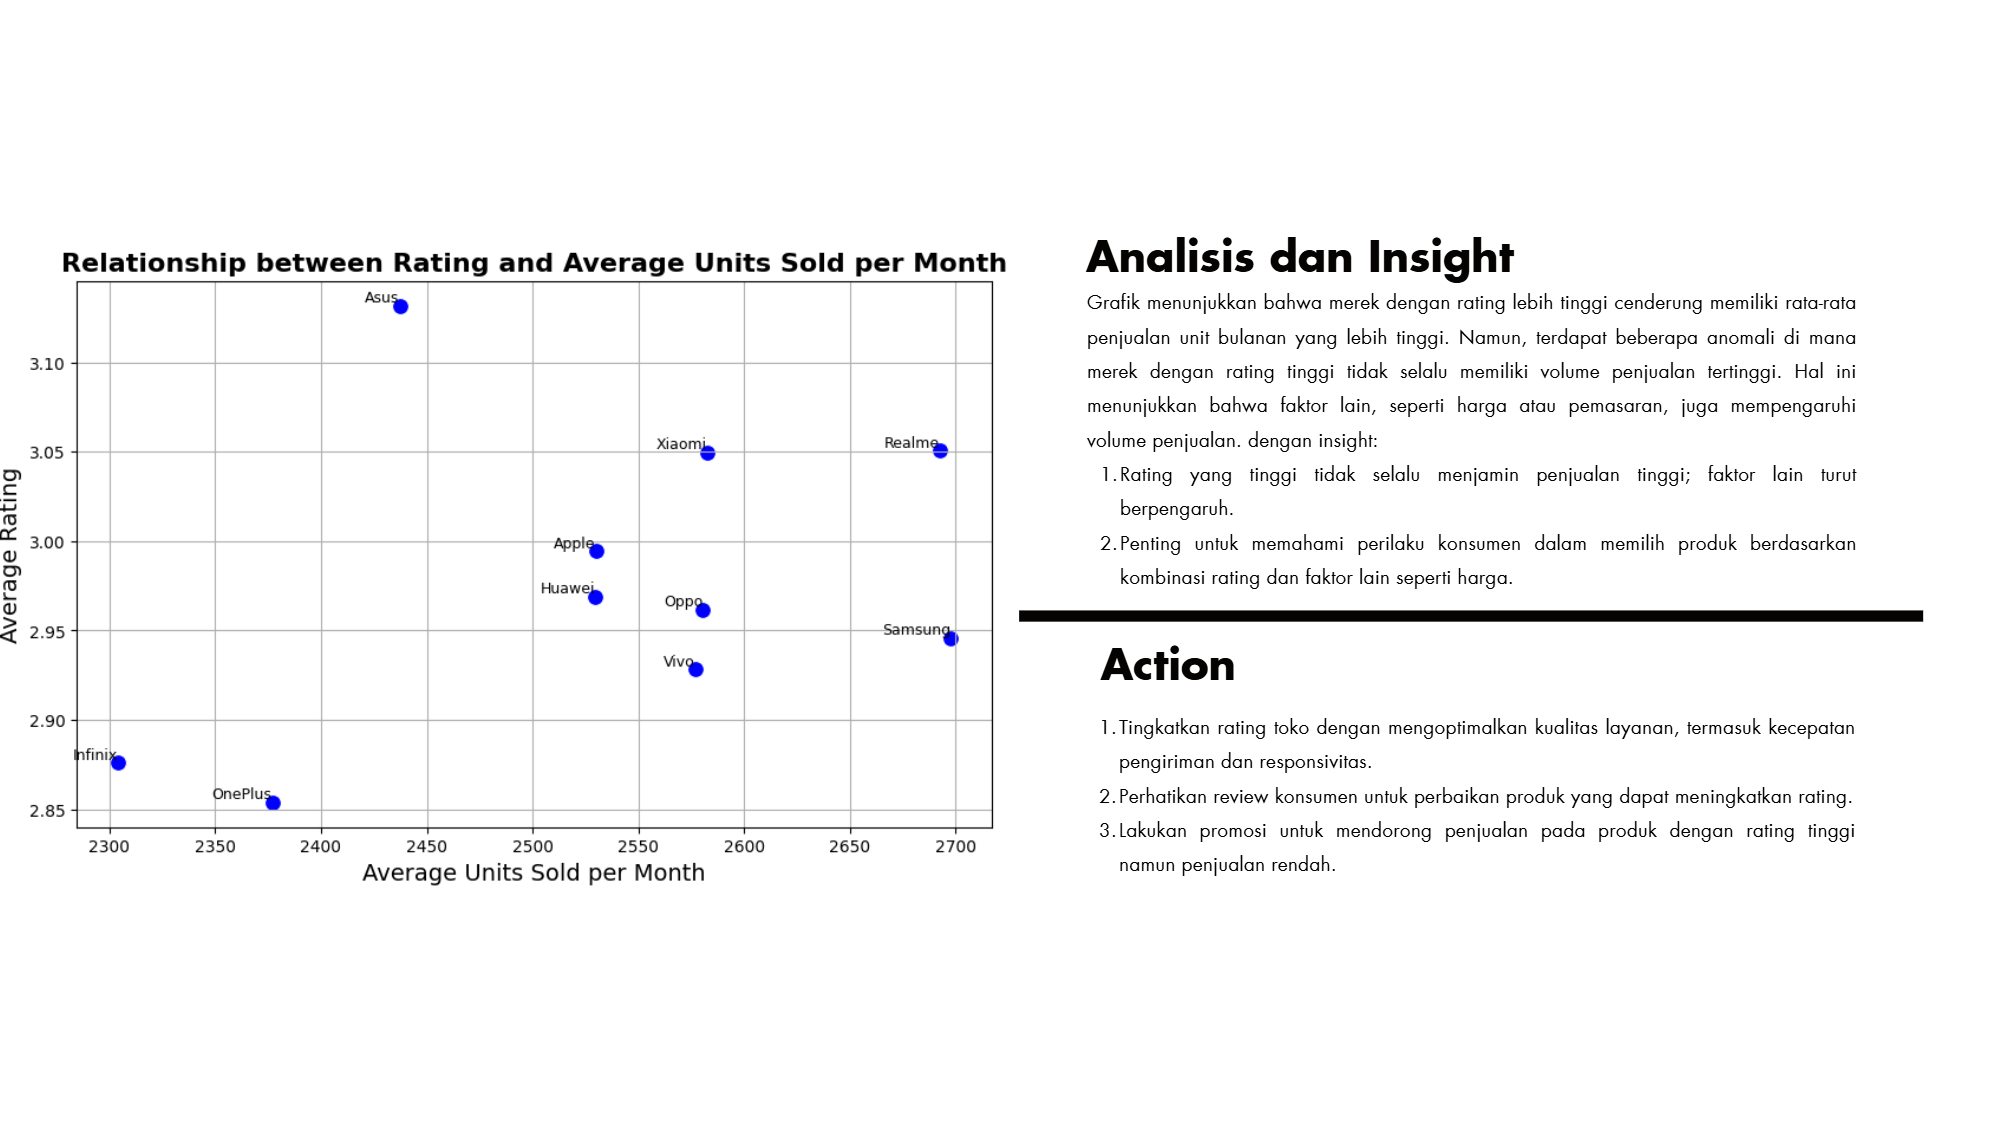 Relationship between Rating and Average Units Sold per Month
Asus
3.10
Xiaomi
Realme
3.05
Apple
3.00
Huawei
Oppo
Samsung
2.95
Vivo
2.90
Infinix
OnePlus
2.85
Average Rating
2300 2350 2400 2450 2500 2550 2600 2650 2700
Average Units Sold per Month
Analisis dan Insight
Grafik menunjukkan bahwa merek dengan rating lebih tinggi cenderung memiliki rata-rata
penjualan unit bulanan yang lebih tinggi. Namun, terdapat beberapa anomali di mana
merek dengan rating tinggi tidak selalu memiliki volume penjualan tertinggi. Hal ini
menunjukkan bahwa faktor lain, seperti harga atau pemasaran, juga mempengaruhi
volume penjualan. dengan insight:
1. Rating yang tinggi tidak selalu menjamin penjualan tinggi; faktor lain turut
berpengaruh.
2. Penting untuk memahami perilaku konsumen dalam memilih produk berdasarkan
kombinasi rating dan faktor lain seperti harga.
Action
1. Tingkatkan rating toko dengan mengoptimalkan kualitas layanan, termasuk kecepatan
pengiriman dan responsivitas.
2. Perhatikan review konsumen untuk perbaikan produk yang dapat meningkatkan rating.
3. Lakukan promosi untuk mendorong penjualan pada produk dengan rating tinggi
namun penjualan rendah.